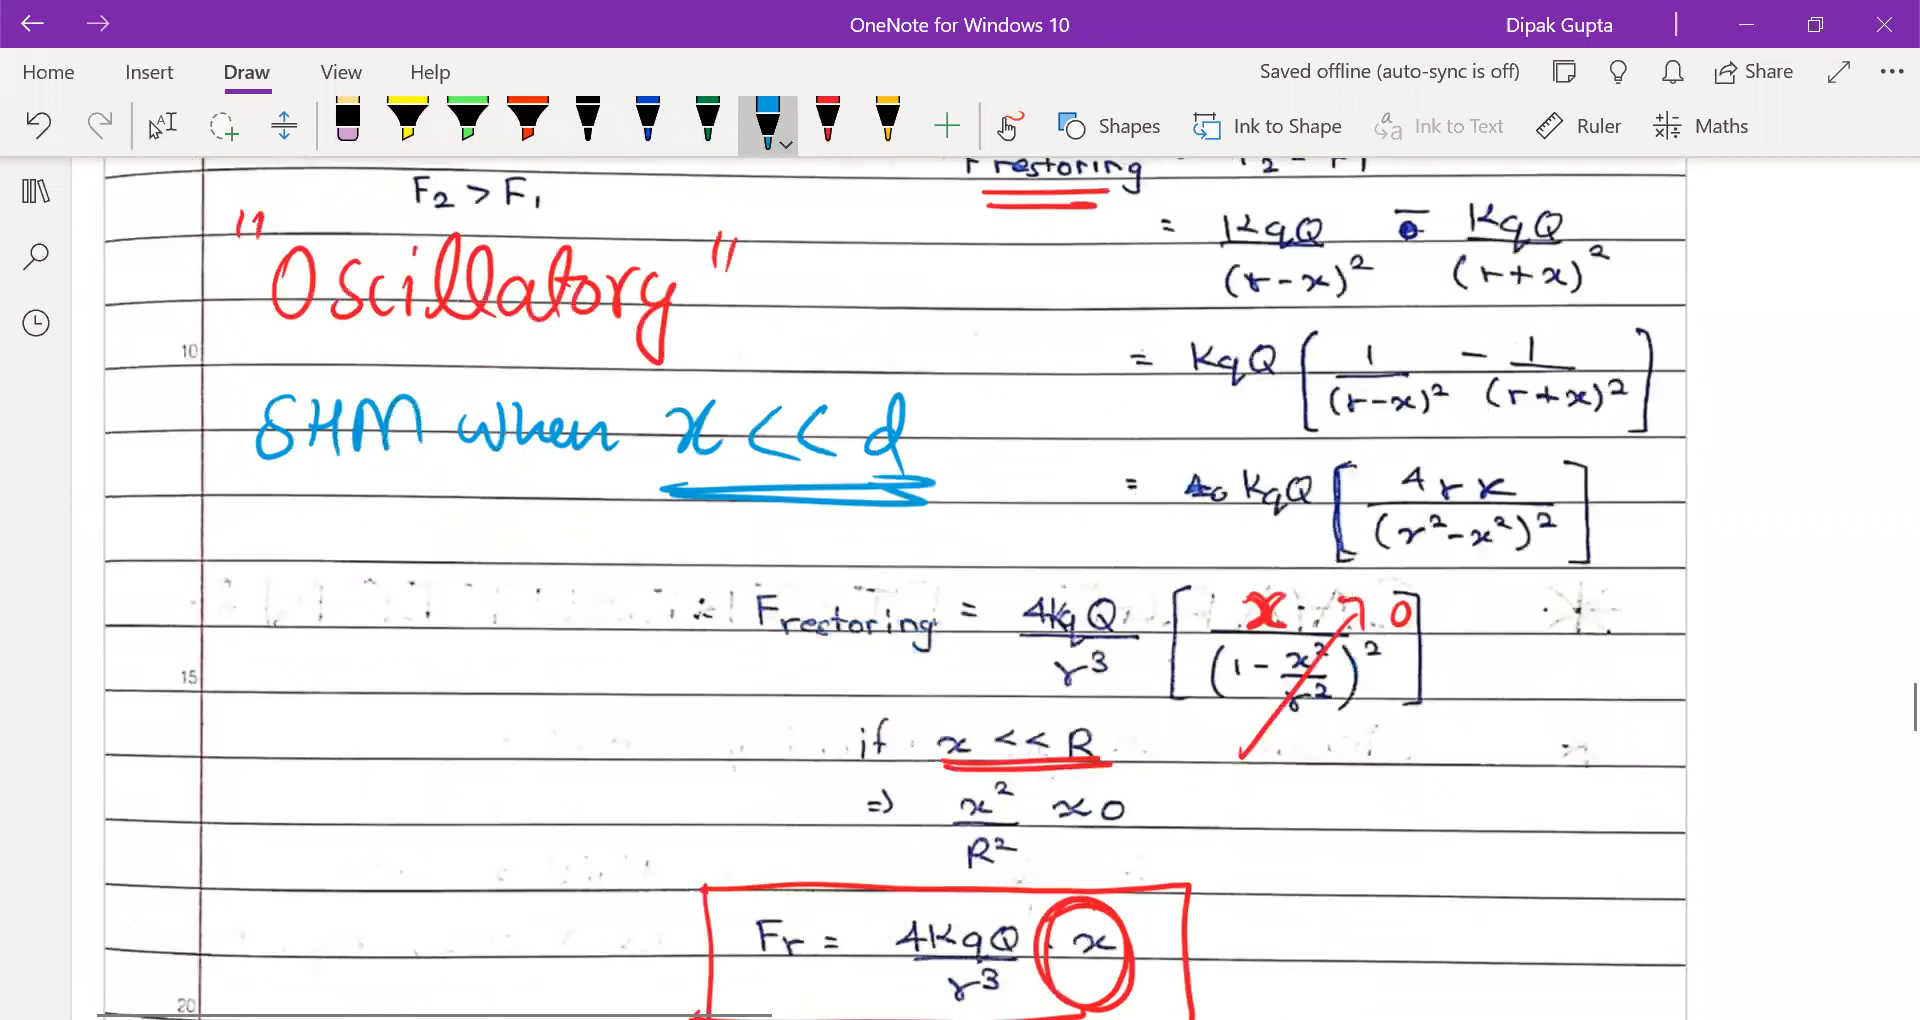 OneNote for Windows 10
Dipak Gupta
Home Insert Draw View Help
Saved offline (auto-sync is off) Share
Shapes Ink to Shape Ink to Text Ruler Maths
F restoring
F₂ > F₁
= KqQ/(r-x)² - KqQ/(r+x)²
"Oscillatory"
10
= KqQ [ 1/(r-x)² - 1/(r+x)² ]
SHM when x << d
= KqQ [ 4rx/(r²-x²)² ]
∴ Frestoring = 4KqQ/r³ [ x/(1 - x²/r²)² ] 0
15
if x << R
⇒ x²/R² ≈ 0
Fr = 4KqQ/r³ · x
20